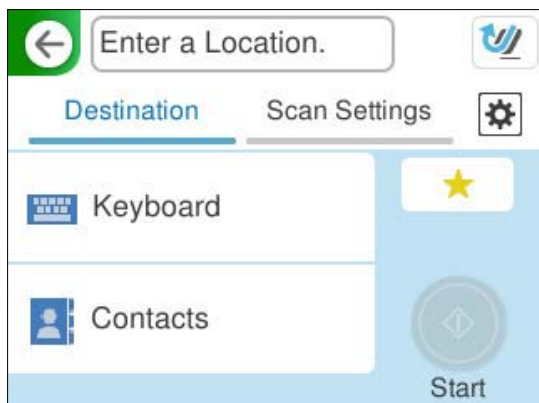 Enter a Location.
Destination Scan Settings
Keyboard
Contacts
Start